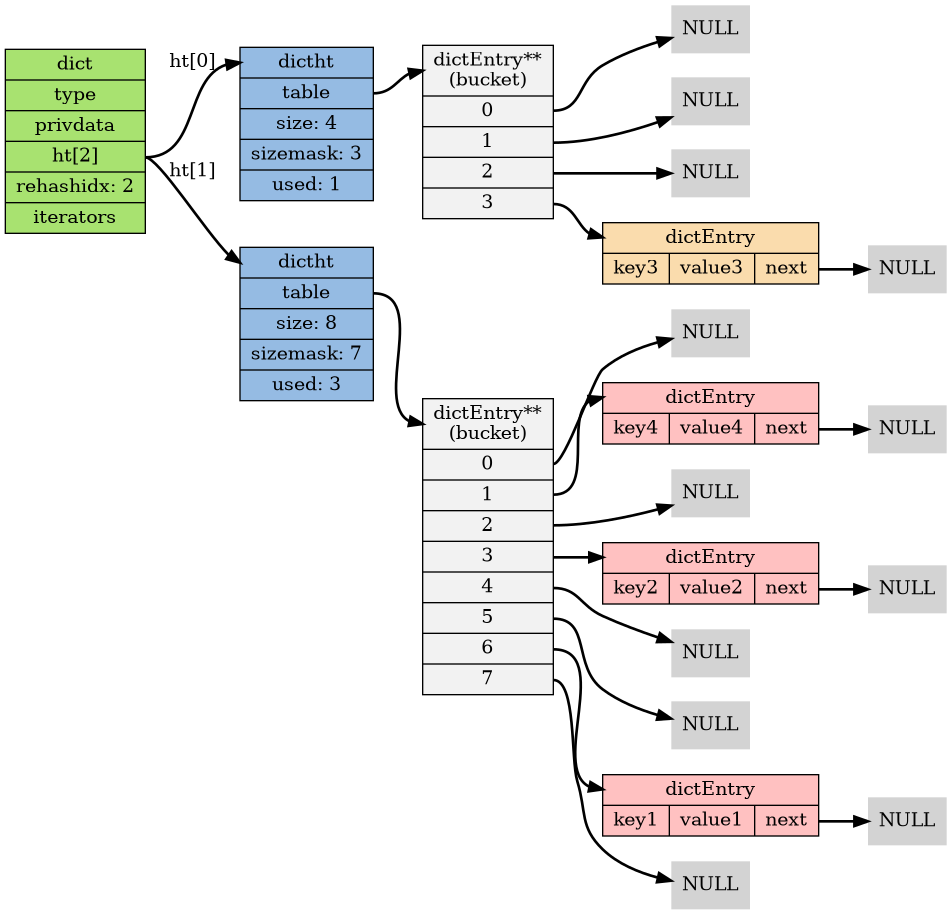 dict
type
privdata
ht[2]
rehashidx: 2
iterators
ht[0]
ht[1]
dictht
table
size: 4
sizemask: 3
used: 1
dictht
table
size: 8
sizemask: 7
used: 3
dictEntry**
(bucket)
0
1
2
3
NULL
NULL
NULL
dictEntry
key3 value3 next
NULL
dictEntry**
(bucket)
0
1
2
3
4
5
6
7
NULL
dictEntry
key4 value4 next
NULL
NULL
dictEntry
key2 value2 next
NULL
NULL
NULL
dictEntry
key1 value1 next
NULL
NULL